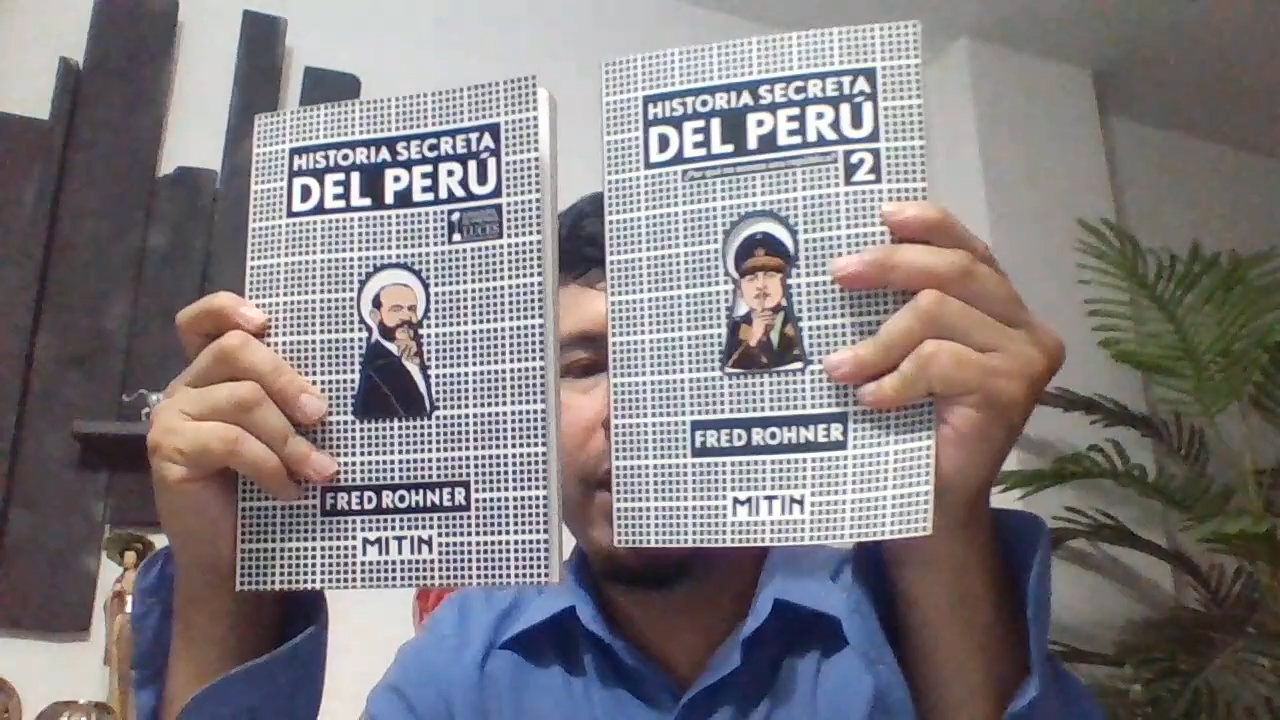 HISTORIA SECRETA
DEL PERÚ
LUCES
FRED ROHNER
MITIN
HISTORIA SECRETA
DEL PERÚ
2
FRED ROHNER
MITIN